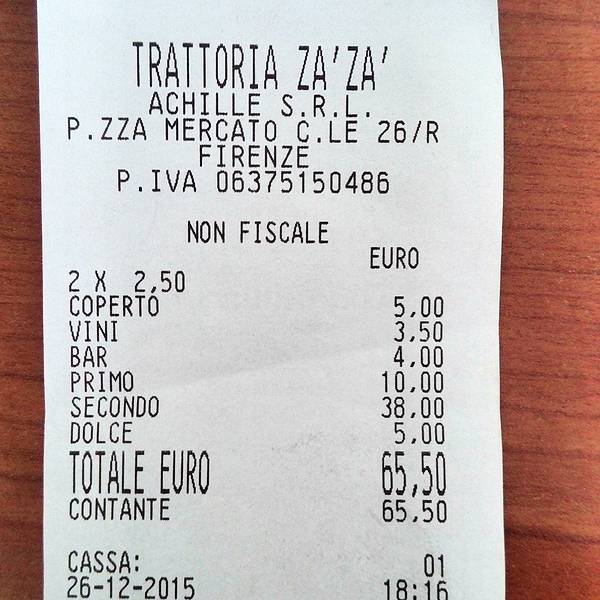 TRATTORIA ZA'ZA'
ACHILLE S.R.L.
P.ZZA MERCATO C.LE 26/R
FIRENZE
P.IVA 06375150486
NON FISCALE
EURO
2 X 2,50
COPERTO 5,00
VINI 3,50
BAR 4,00
PRIMO 10,00
SECONDO 38,00
DOLCE 5,00
TOTALE EURO 65,50
CONTANTE 65,50
CASSA: 01
26-12-2015 18:16